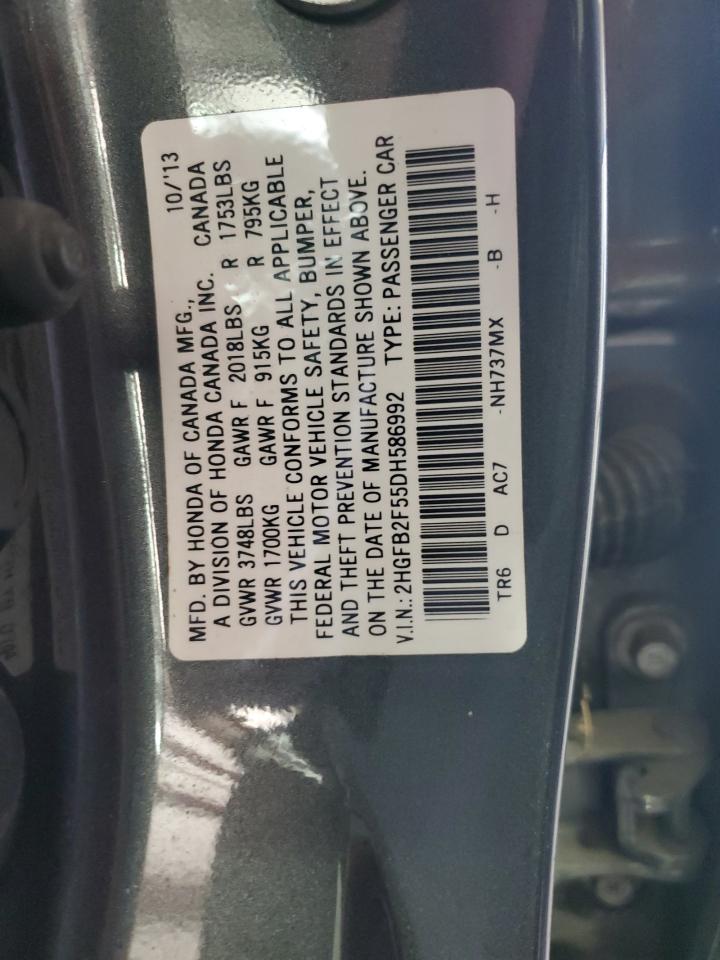 MFD. BY HONDA OF CANADA MFG., 10/'13
A DIVISION OF HONDA CANADA INC. CANADA
GVWR 3748LBS GAWR F 2018LBS R 1753LBS
GVWR 1700KG GAWR F 915KG R 795KG
THIS VEHICLE CONFORMS TO ALL APPLICABLE
FEDERAL MOTOR VEHICLE SAFETY, BUMPER,
AND THEFT PREVENTION STANDARDS IN EFFECT
ON THE DATE OF MANUFACTURE SHOWN ABOVE.
V.I.N.: 2HGFB2F55DH586992 TYPE: PASSENGER CAR
TR6 D AC7 -NH737MX -B -H